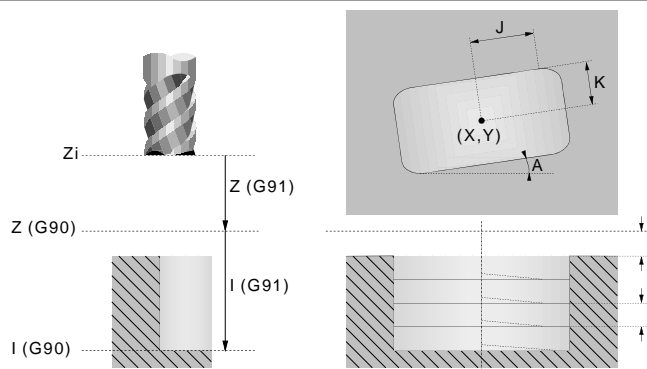 J
K
(X,Y)
A
Zi
Z (G91)
Z (G90)
I (G91)
I (G90)